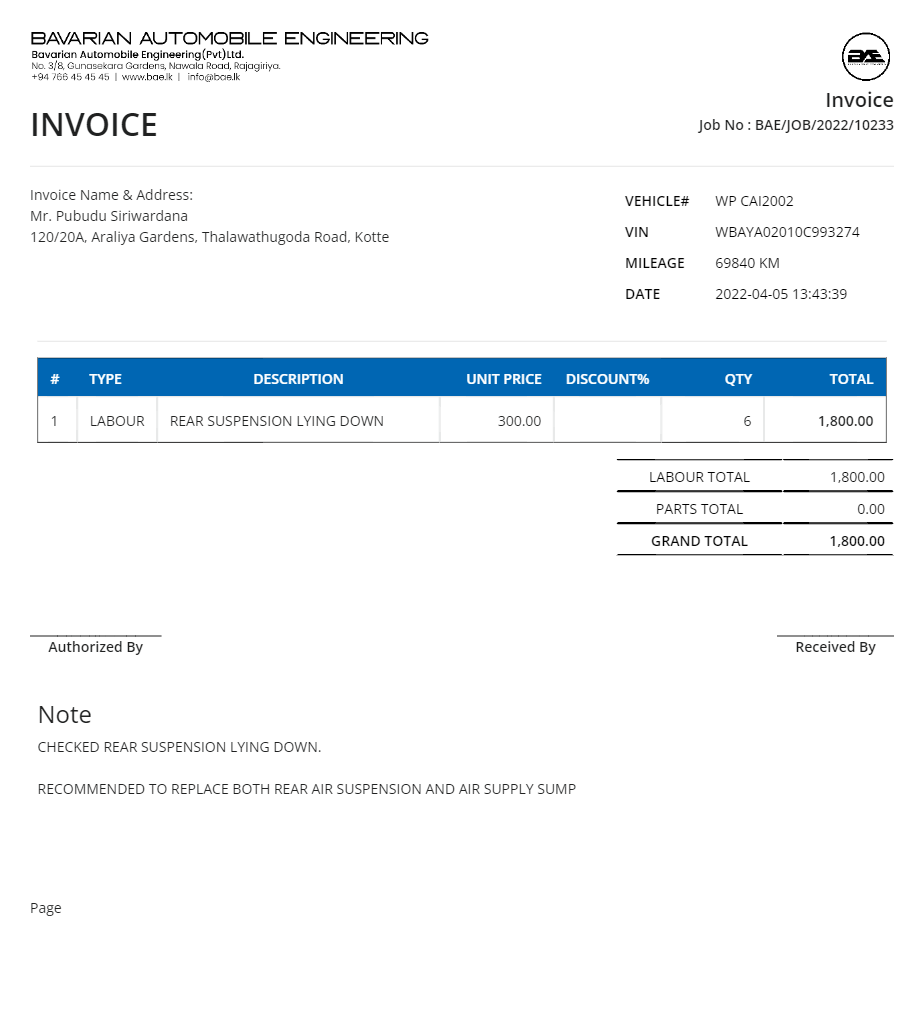 BAVARIAN AUTOMOBILE ENGINEERING
Bavarian Automobile Engineering(Pvt)Ltd.
No. 3/8, Gunasekara Gardens, Nawala Road, Rajagiriya.
+94 766 45 45 45 | www.bae.lk | info@bae.lk
BAE
Invoice
INVOICE
Job No : BAE/JOB/2022/10233
Invoice Name & Address:
Mr. Pubudu Siriwardana
120/20A, Araliya Gardens, Thalawathugoda Road, Kotte
VEHICLE# WP CAI2002
VIN WBAYA02010C993274
MILEAGE 69840 KM
DATE 2022-04-05 13:43:39
# TYPE DESCRIPTION UNIT PRICE DISCOUNT% QTY TOTAL
1 LABOUR REAR SUSPENSION LYING DOWN 300.00 6 1,800.00
LABOUR TOTAL 1,800.00
PARTS TOTAL 0.00
GRAND TOTAL 1,800.00
Authorized By Received By
Note
CHECKED REAR SUSPENSION LYING DOWN.
RECOMMENDED TO REPLACE BOTH REAR AIR SUSPENSION AND AIR SUPPLY SUMP
Page